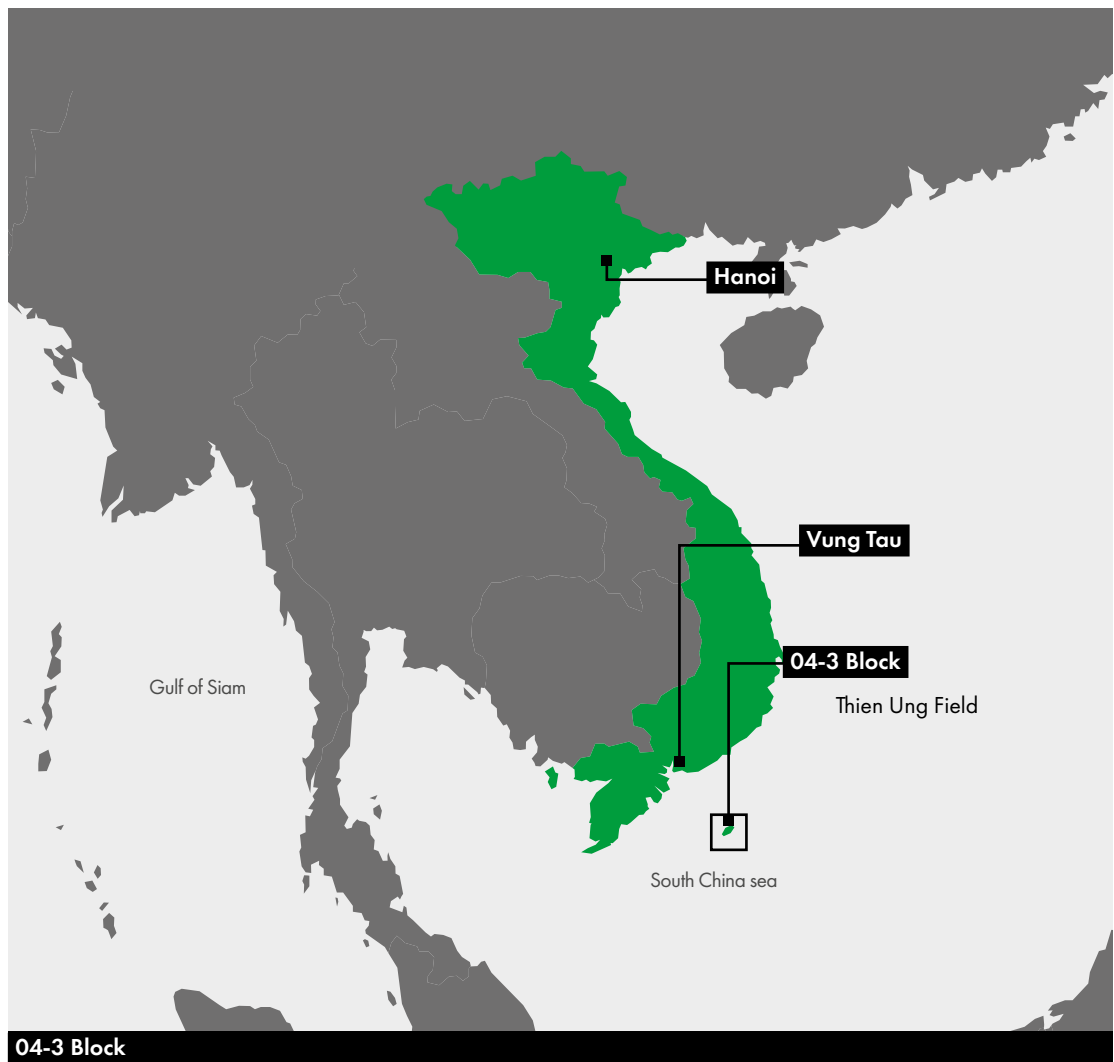 Hanoi
Vung Tau
04-3 Block
Gulf of Siam
Thien Ung Field
South China sea
04-3 Block